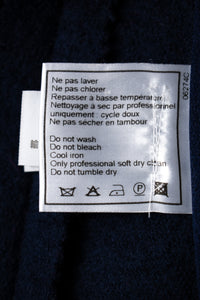 Ne pas laver
Ne pas chlorer
Repasser à basse température
Nettoyage à sec par professionnel
uniquement cycle doux
Ne pas sécher en tambour
Do not wash
Do not bleach
Cool iron
Only professional soft dry clean
Do not tumble dry
P
06274C